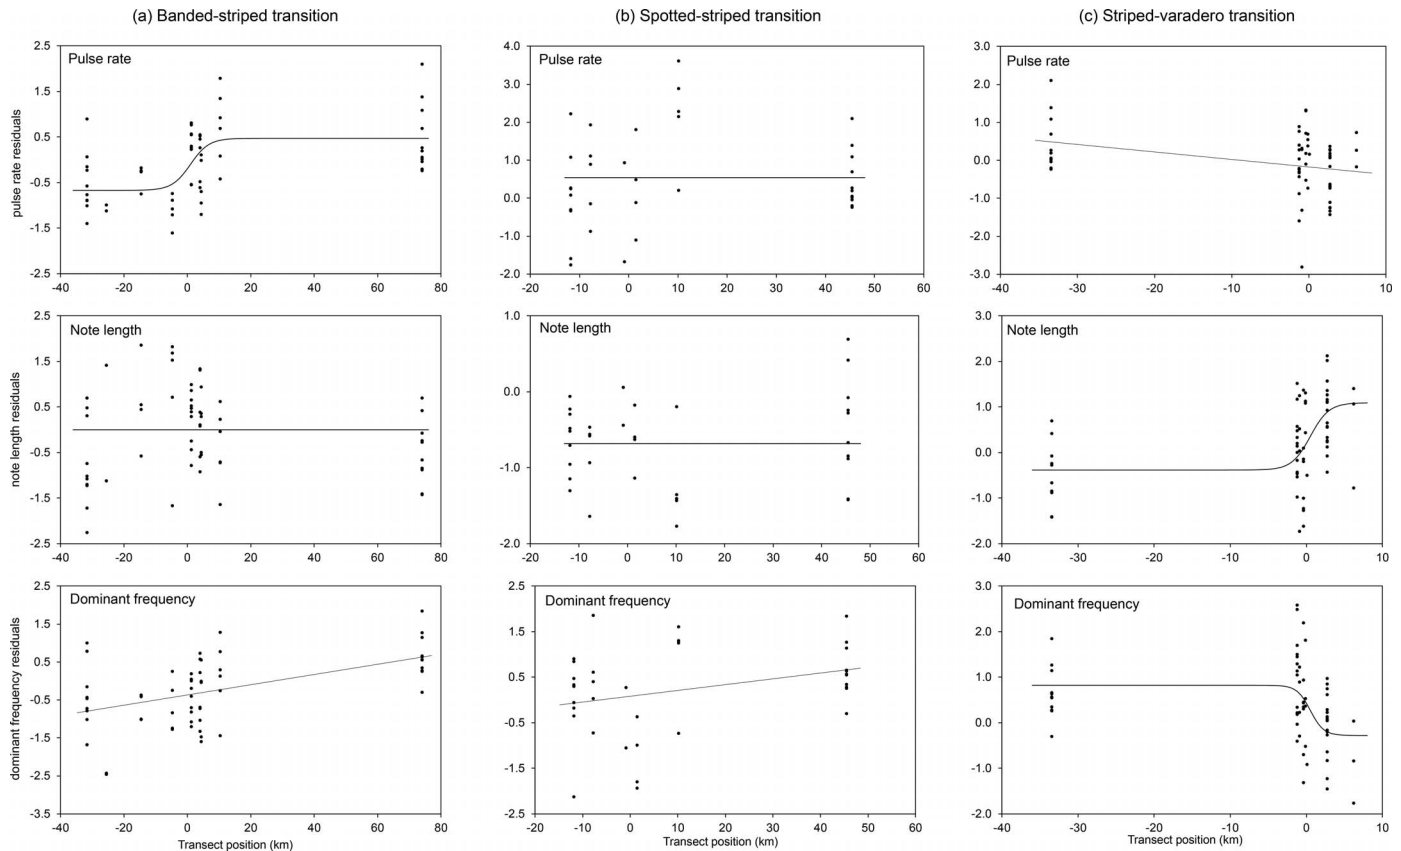 (a) Banded-striped transition
(b) Spotted-striped transition
(c) Striped-varadero transition
2.5
1.5
0.5
-0.5
-1.5
-2.5
Pulse rate
pulse rate residuals
-40 -20 0 20 40 60 80
4.0
3.0
2.0
1.0
0.0
-1.0
-2.0
Pulse rate
-20 -10 0 10 20 30 40 50 60
3.0
2.0
1.0
0.0
-1.0
-2.0
-3.0
Pulse rate
-40 -30 -20 -10 0 10
2.5
1.5
0.5
-0.5
-1.5
-2.5
Note length
note length residuals
-40 -20 0 20 40 60 80
1.0
0.0
-1.0
-2.0
Note length
-20 -10 0 10 20 30 40 50 60
3.0
2.0
1.0
0.0
-1.0
-2.0
Note length
-40 -30 -20 -10 0 10
2.5
1.5
0.5
-0.5
-1.5
-2.5
-3.5
Dominant frequency
dominant frequency residuals
-40 -20 0 20 40 60 80
Transect position (km)
2.5
1.5
0.5
-0.5
-1.5
-2.5
Dominant frequency
-20 -10 0 10 20 30 40 50 60
Transect position (km)
3.0
2.0
1.0
0.0
-1.0
-2.0
Dominant frequency
-40 -30 -20 -10 0 10
Transect position (km)